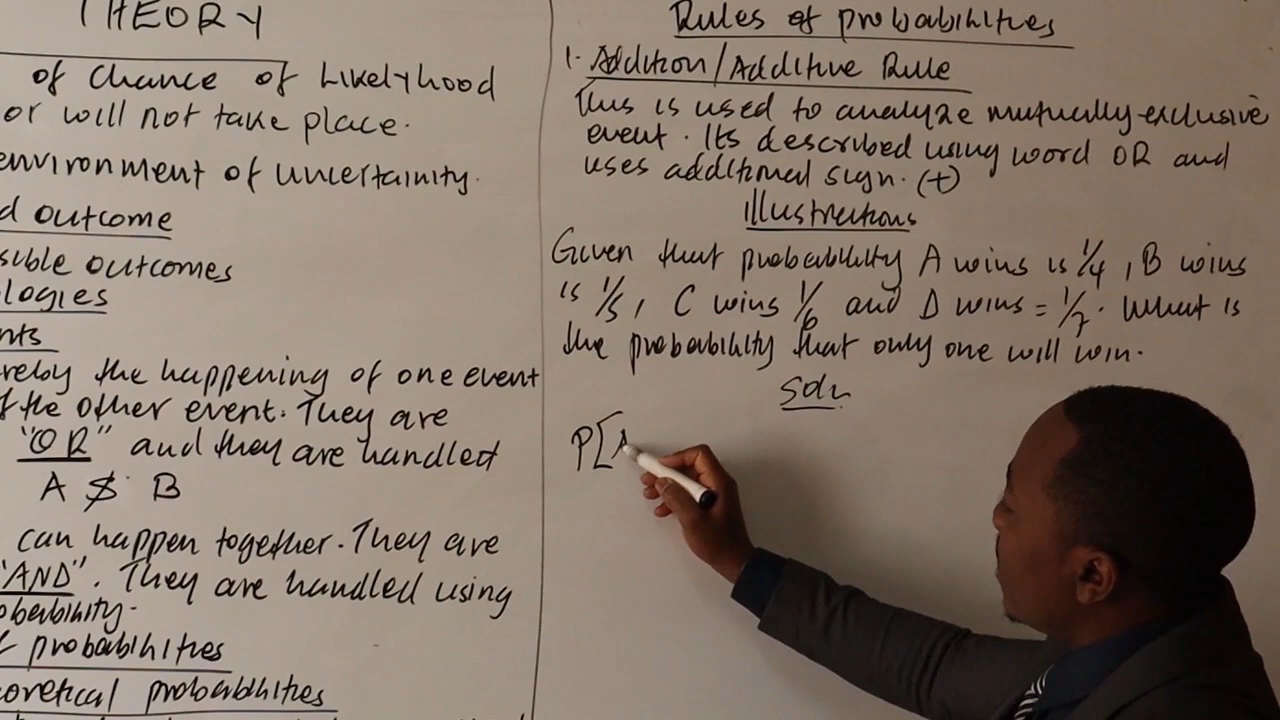 THEORY
of chance of Likelyhood
or will not take place.
environment of uncertainity.
d outcome
sible outcomes
logies
nts
reby the happening of one event
f the other event. They are
"OR" and they are handled
A $ B
can happen together. They are
"AND". They are handled using
obability.
f probabilities
oretical probabilities
Rules of probabilities
1. Addition/Additive Rule
This is used to analyze mutually-exclusive
event. Its described using word OR and
uses additional sign. (+)
Illustrations
Given that probability A wins is 1/4, B wins
is 1/5, C wins 1/6 and D wins = 1/7. What is
the probability that only one will win.
Soln
P[A